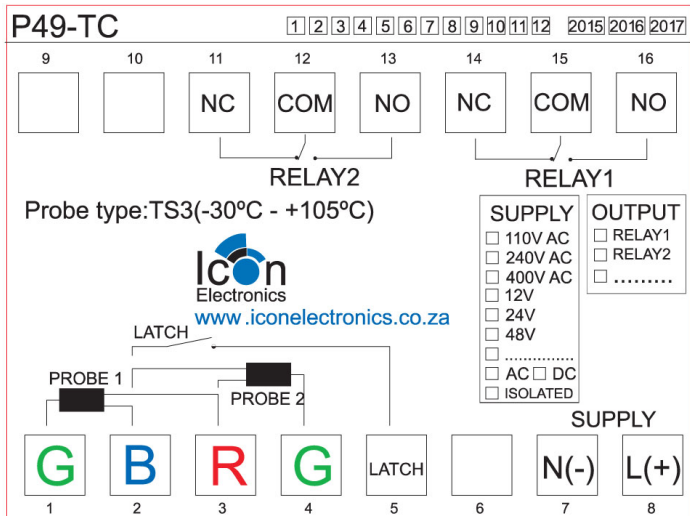 P49-TC 1 2 3 4 5 6 7 8 9 10 11 12 2015 2016 2017
9 10 11 12 13 14 15 16
NC COM NO NC COM NO
RELAY2 RELAY1
Probe type:TS3(-30ºC - +105ºC)
SUPPLY
110V AC
240V AC
400V AC
12V
24V
48V
...............
AC DC
ISOLATED
OUTPUT
RELAY1
RELAY2
.........
Icon
Electronics
www.iconelectronics.co.za
LATCH
PROBE 1
PROBE 2
SUPPLY
G B R G LATCH N(-) L(+)
1 2 3 4 5 6 7 8